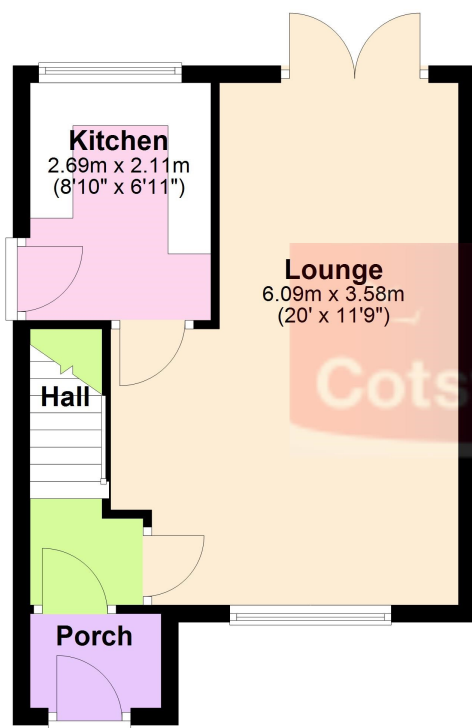 Kitchen
2.69m x 2.11m
(8'10" x 6'11")
Lounge
6.09m x 3.58m
(20' x 11'9")
Cots
Hall
Porch